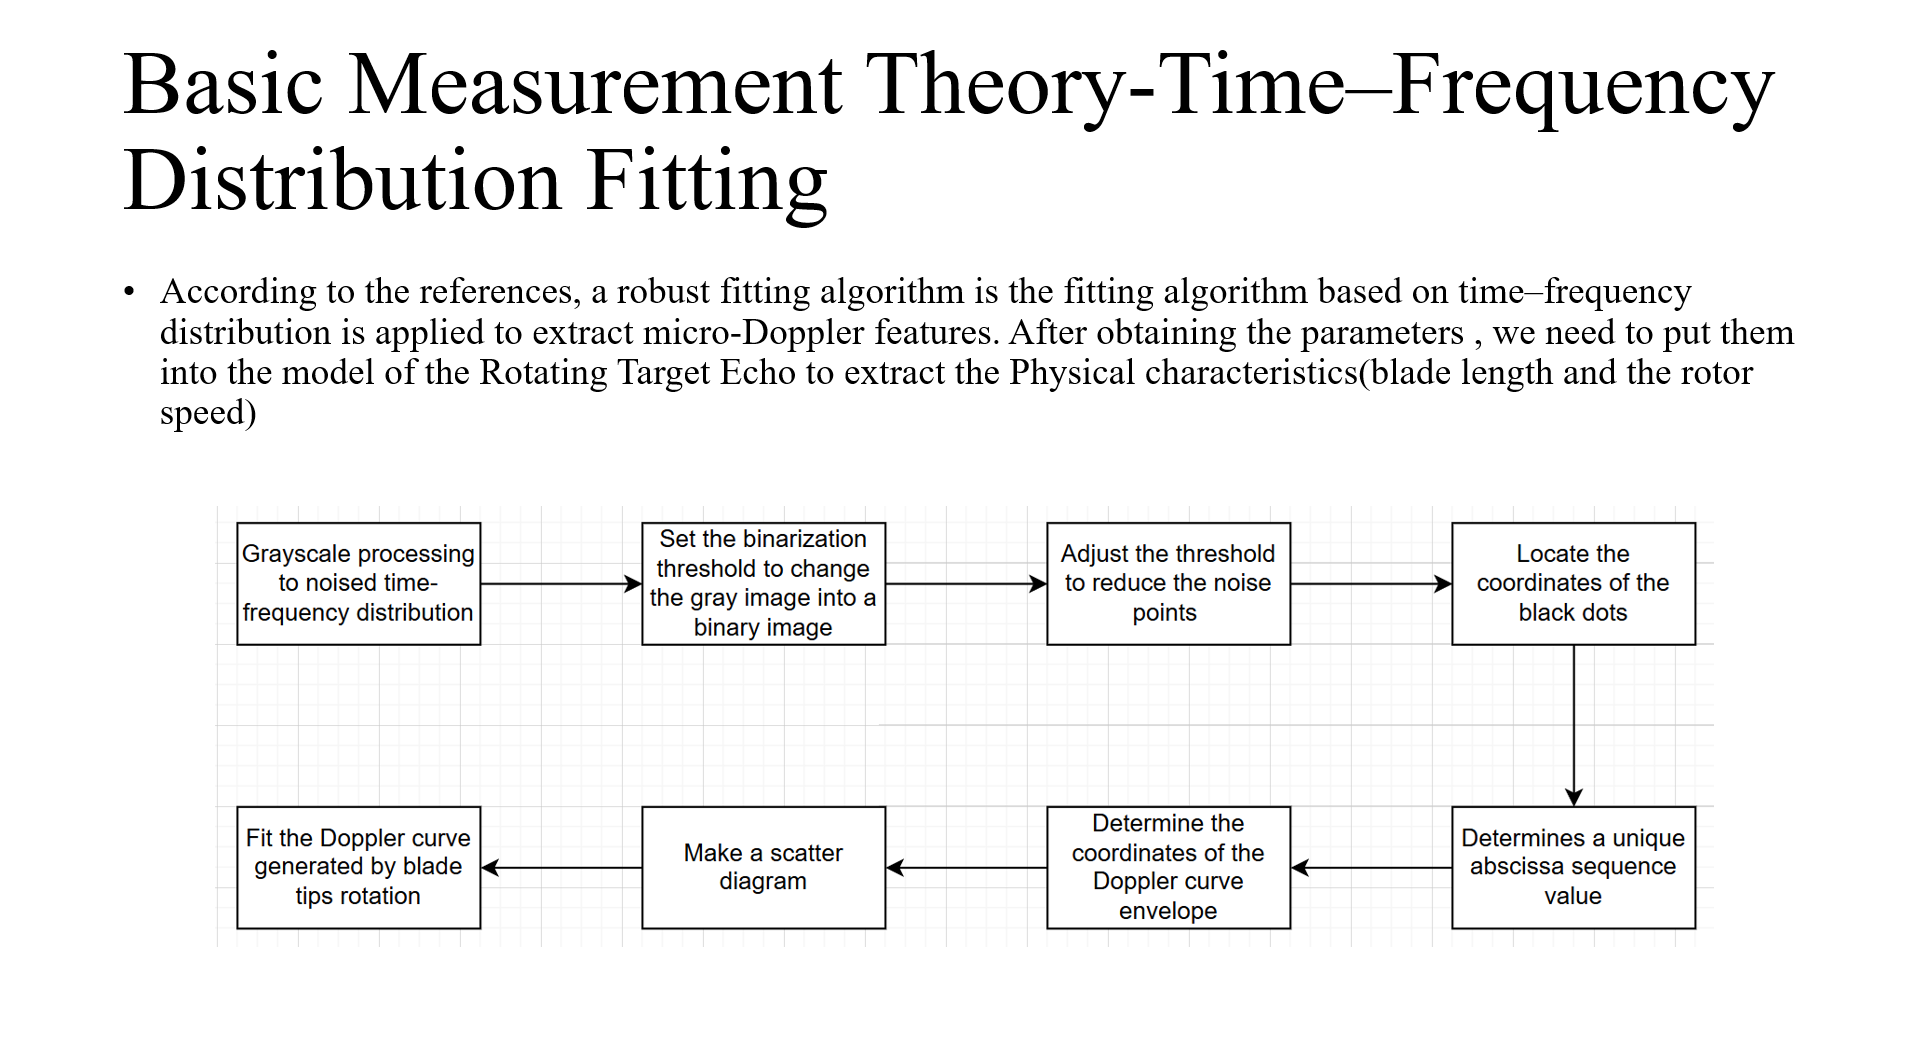 Basic Measurement Theory-Time–Frequency
Distribution Fitting
• According to the references, a robust fitting algorithm is the fitting algorithm based on time–frequency
distribution is applied to extract micro-Doppler features. After obtaining the parameters , we need to put them
into the model of the Rotating Target Echo to extract the Physical characteristics(blade length and the rotor
speed)
Grayscale processing
to noised time-
frequency distribution
Set the binarization
threshold to change
the gray image into a
binary image
Adjust the threshold
to reduce the noise
points
Locate the
coordinates of the
black dots
Determines a unique
abscissa sequence
value
Determine the
coordinates of the
Doppler curve
envelope
Make a scatter
diagram
Fit the Doppler curve
generated by blade
tips rotation